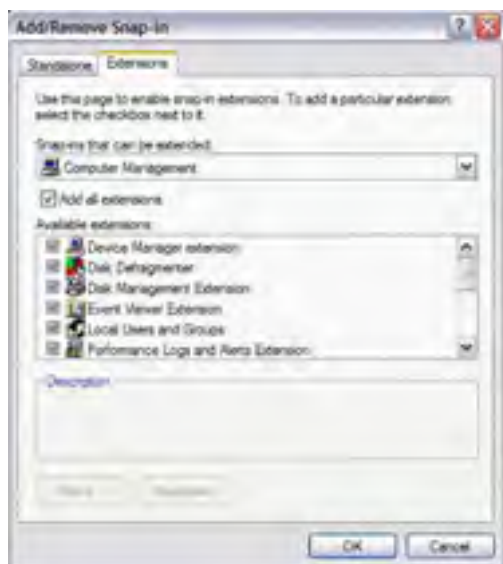 Add/Remove Snap-in
Standalone Extensions
Use this page to enable snap-in extensions. To add a particular extension,
select the checkbox next to it.
Snap-ins that can be extended:
Computer Management
Add all extensions
Available extensions:
Device Manager extension
Disk Defragmenter
Disk Management Extension
Event Viewer Extension
Local Users and Groups
Performance Logs and Alerts Extension
Description
OK Cancel